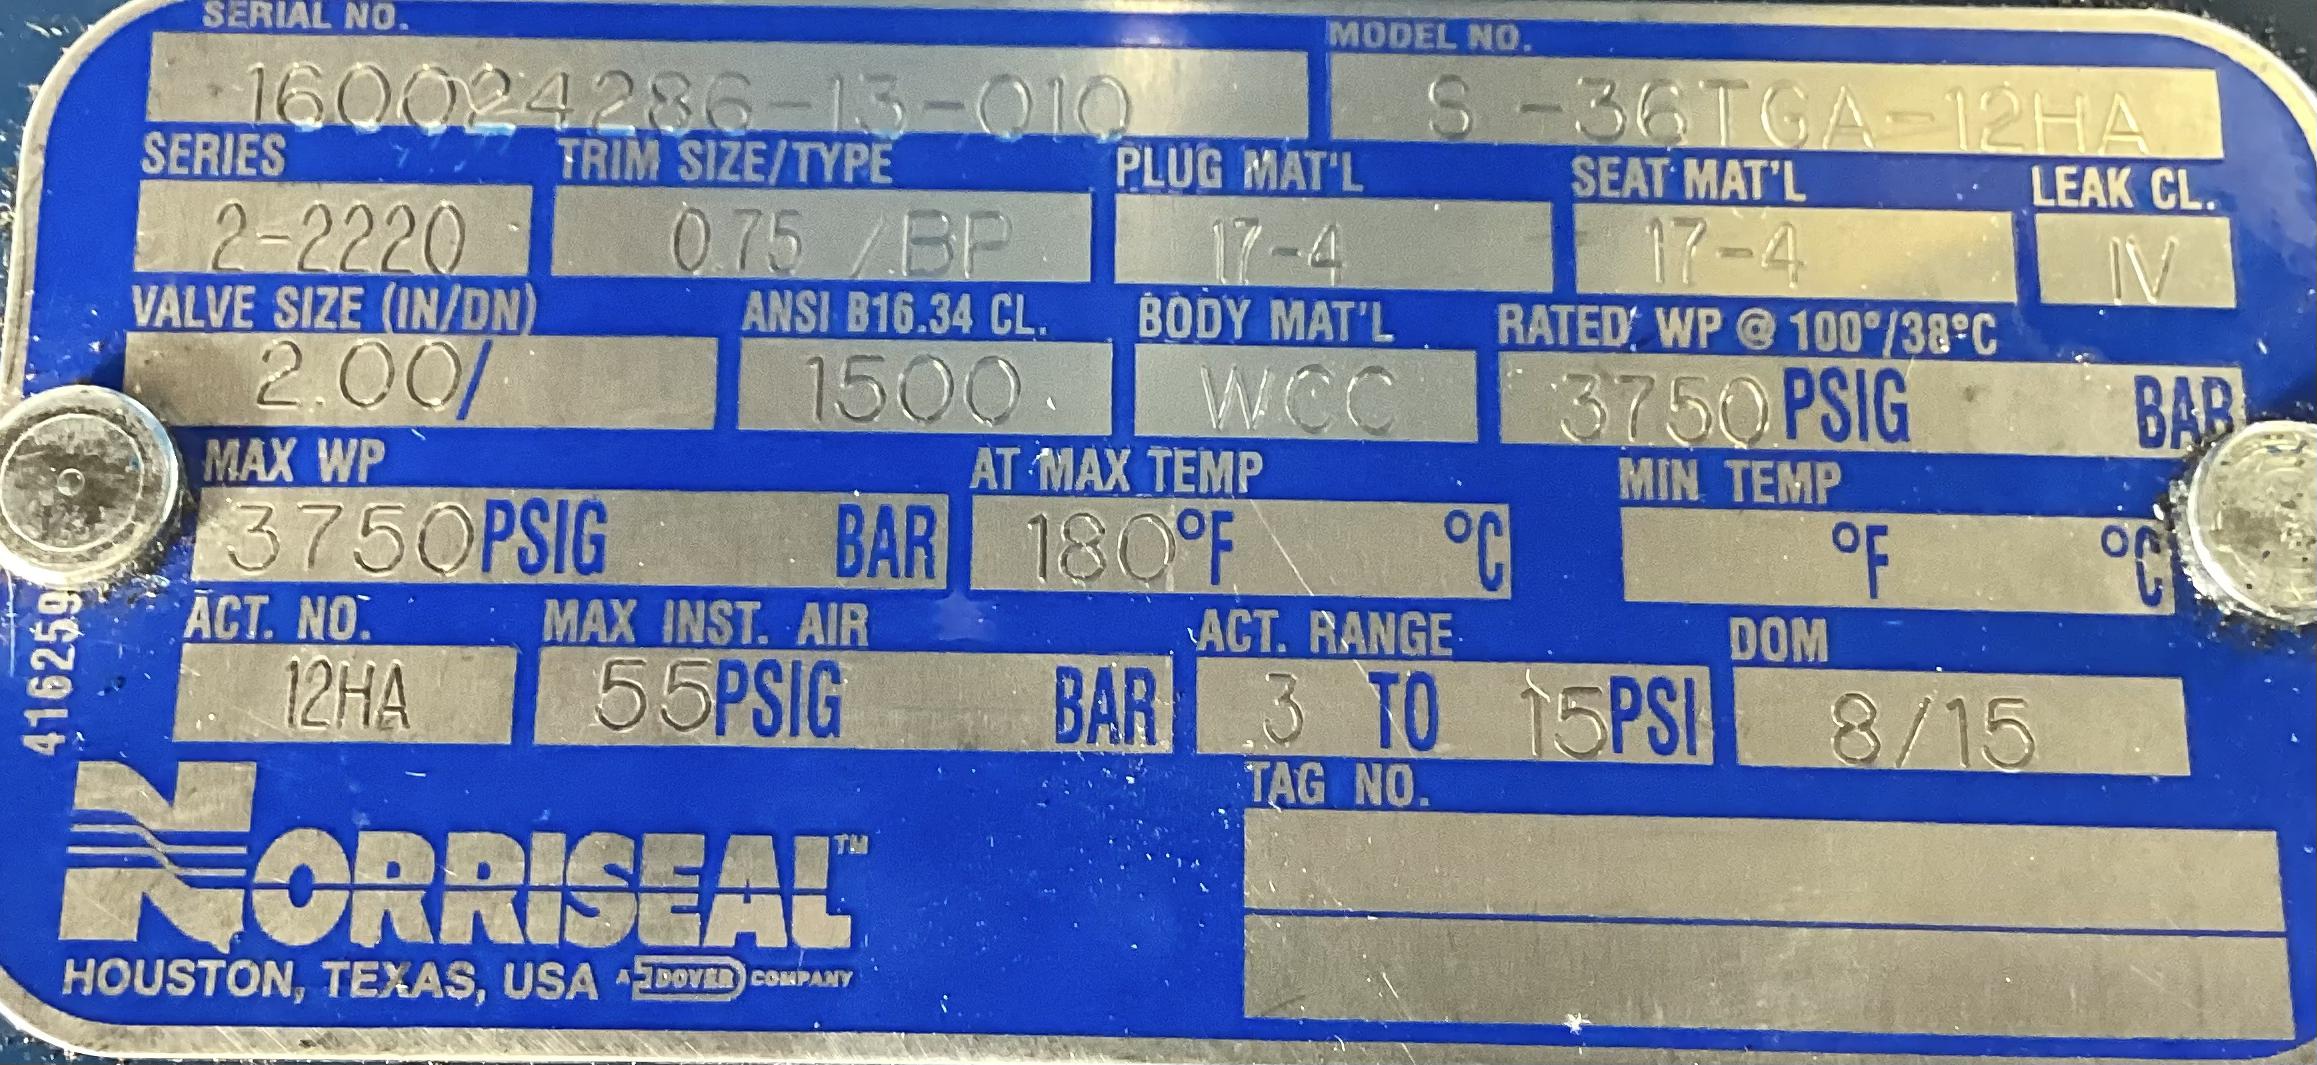 SERIAL NO. MODEL NO.
160024286-13-010 S -36TGA-12HA
SERIES TRIM SIZE/TYPE PLUG MAT'L SEAT MAT'L LEAK CL.
2-2220 0.75 /BP 17-4 17-4 IV
VALVE SIZE (IN/DN) ANSI B16.34 CL. BODY MAT'L RATED WP @ 100°/38°C
2.00/ 1500 WCC 3750 PSIG BAR
MAX WP AT MAX TEMP MIN TEMP
3750 PSIG BAR 180°F °C °F °C
ACT. NO. MAX INST. AIR ACT. RANGE DOM
12HA 55 PSIG BAR 3 TO 15 PSI 8/15
416259
TAG NO.
NORRISEAL™
HOUSTON, TEXAS, USA A DOVER COMPANY